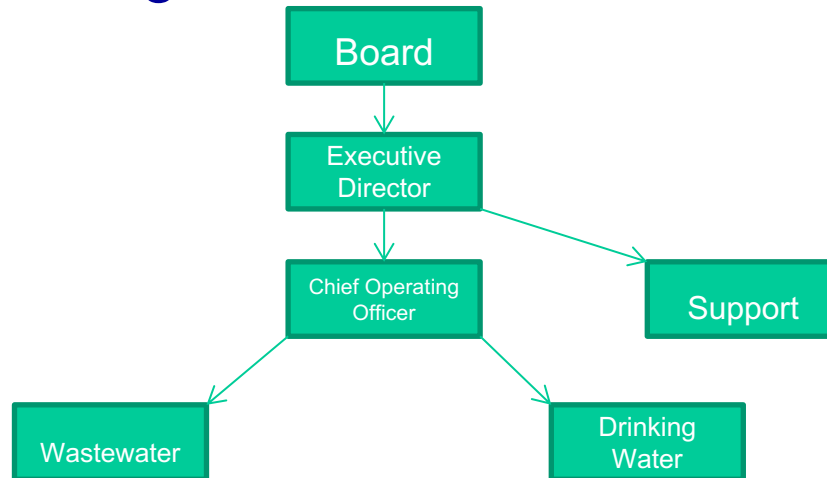 Board
Executive
Director
Chief Operating
Officer
Support
Wastewater
Drinking
Water